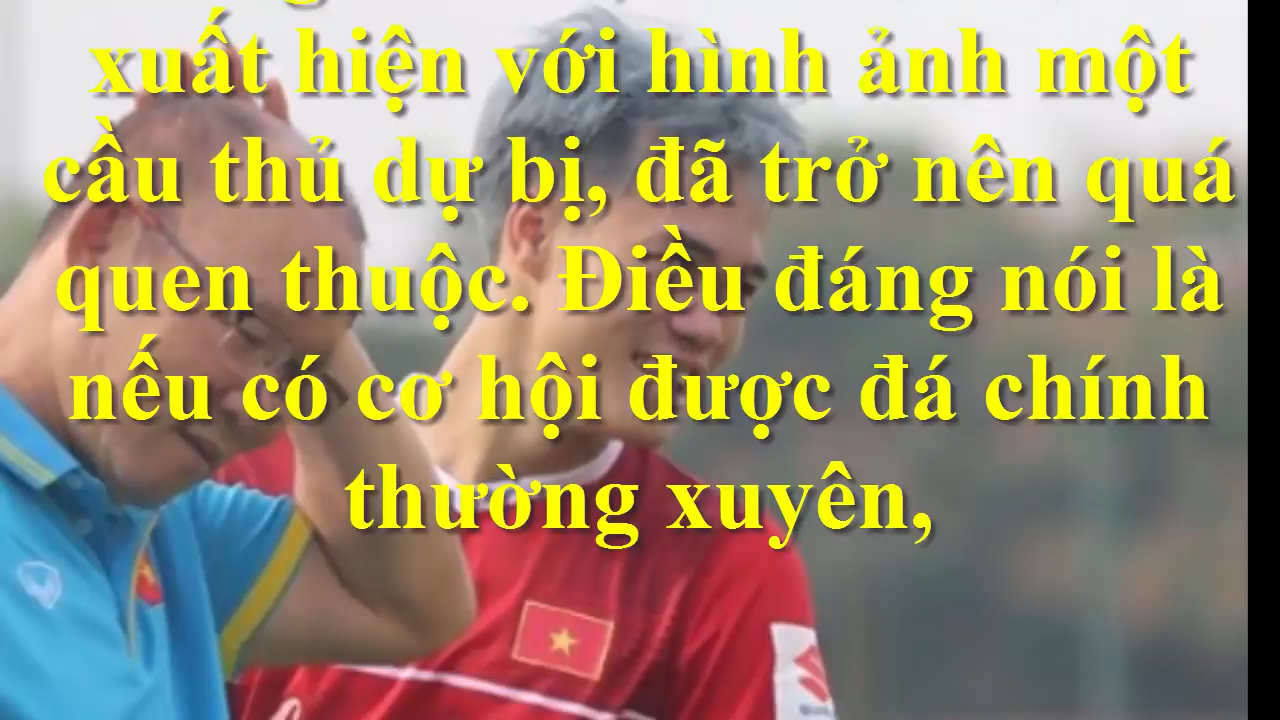 xuất hiện với hình ảnh một
cầu thủ dự bị, đã trở nên quá
quen thuộc. Điều đáng nói là
nếu có cơ hội được đá chính
thường xuyên,